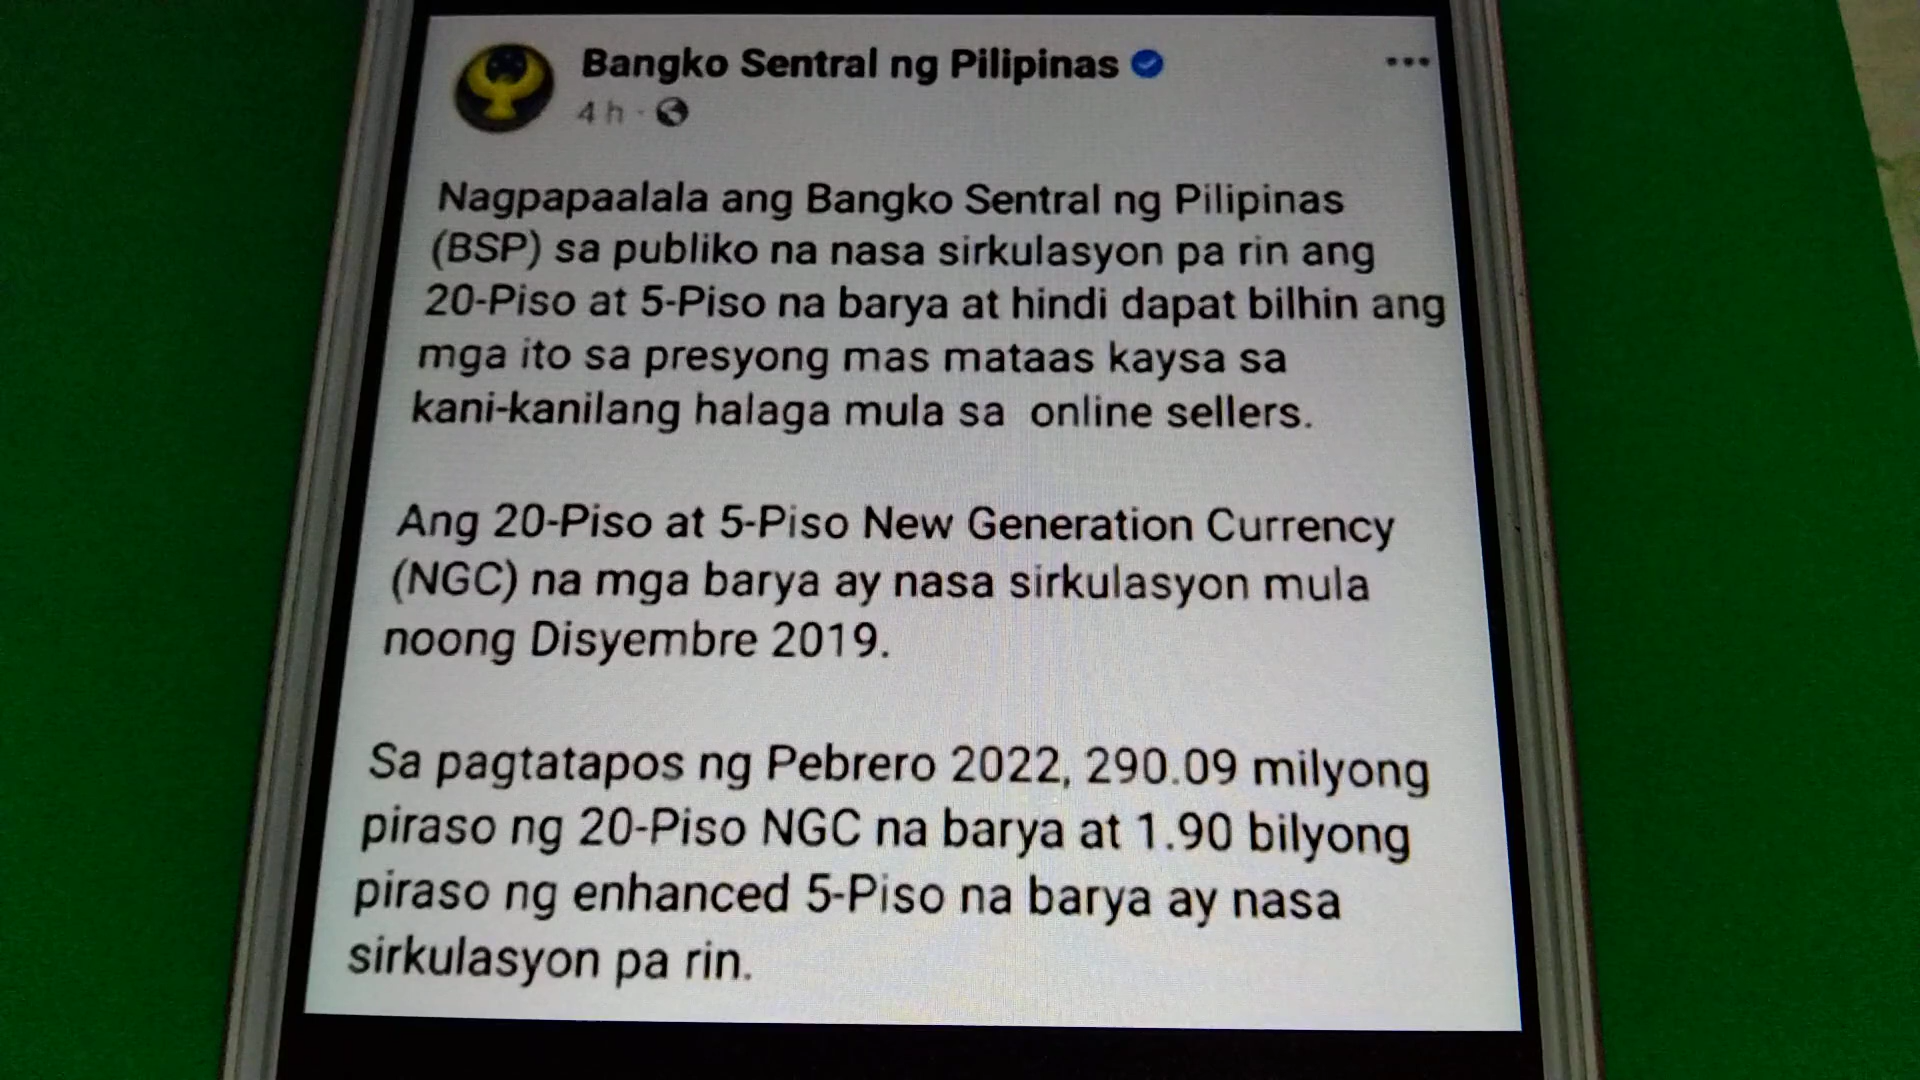 Bangko Sentral ng Pilipinas
4 h ·
Nagpapaalala ang Bangko Sentral ng Pilipinas
(BSP) sa publiko na nasa sirkulasyon pa rin ang
20-Piso at 5-Piso na barya at hindi dapat bilhin ang
mga ito sa presyong mas mataas kaysa sa
kani-kanilang halaga mula sa  online sellers.
Ang 20-Piso at 5-Piso New Generation Currency
(NGC) na mga barya ay nasa sirkulasyon mula
noong Disyembre 2019.
Sa pagtatapos ng Pebrero 2022, 290.09 milyong
piraso ng 20-Piso NGC na barya at 1.90 bilyong
piraso ng enhanced 5-Piso na barya ay nasa
sirkulasyon pa rin.